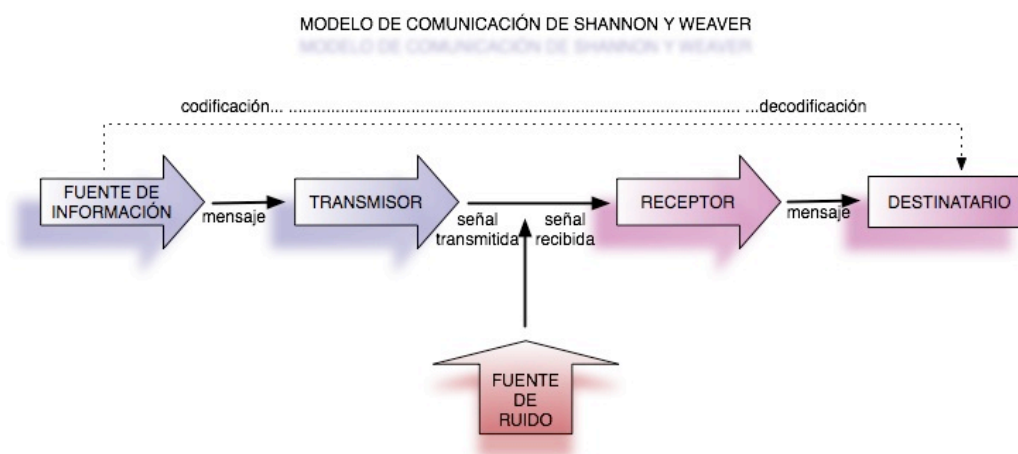 MODELO DE COMUNICACIÓN DE SHANNON Y WEAVER
codificación... ...decodificación
FUENTE DE
INFORMACIÓN
mensaje
TRANSMISOR
señal
transmitida
señal
recibida
RECEPTOR
mensaje
DESTINATARIO
FUENTE
DE
RUIDO